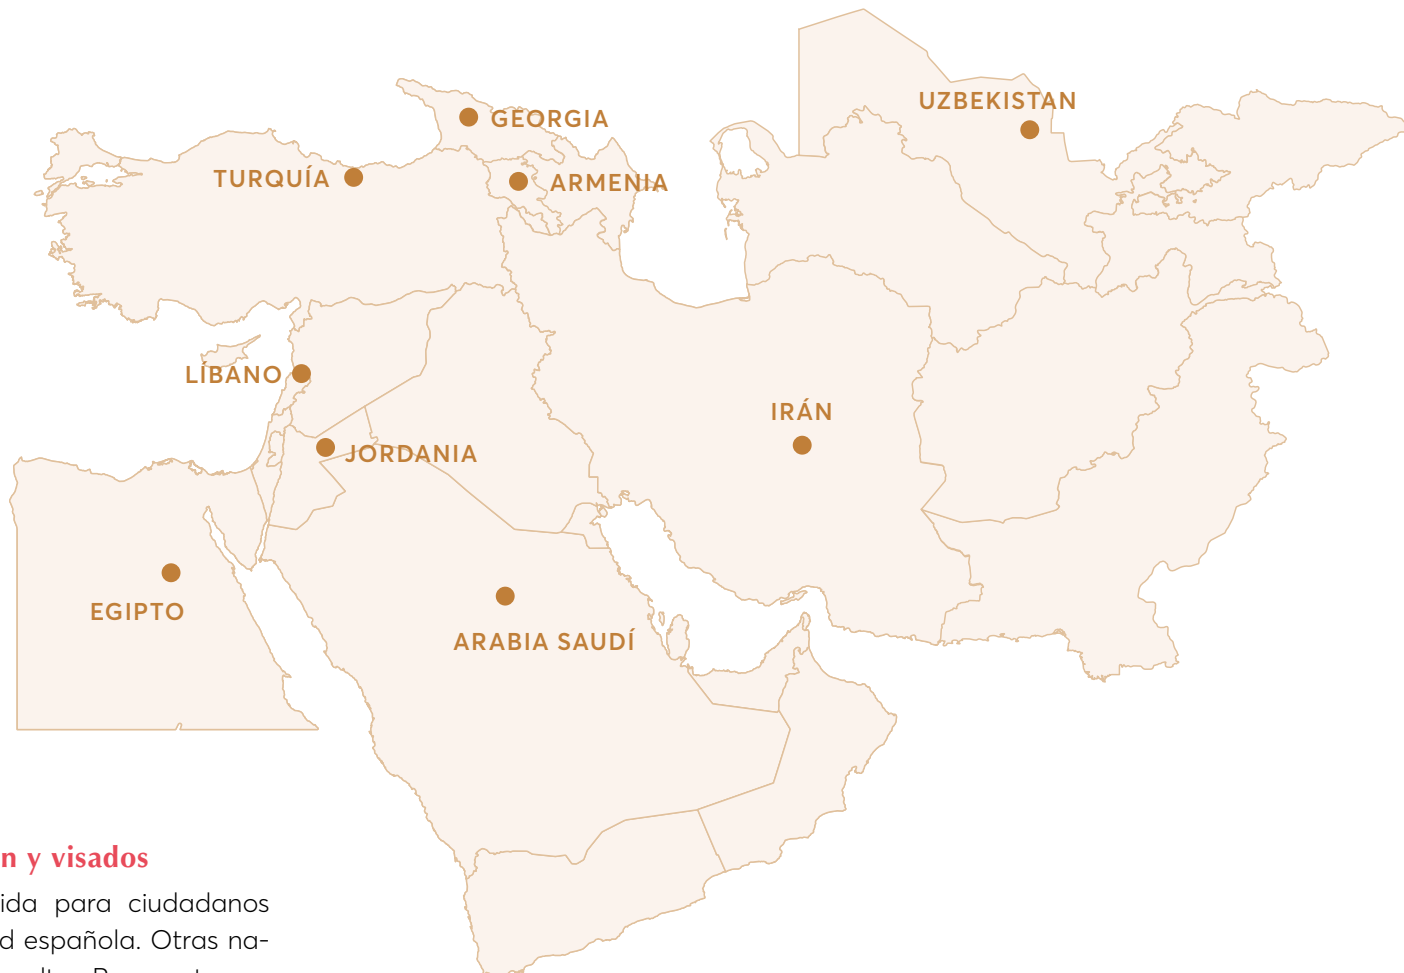 UZBEKISTAN
GEORGIA
TURQUÍA
ARMENIA
LÍBANO
IRÁN
JORDANIA
EGIPTO
ARABIA SAUDÍ
n y visados
ida para ciudadanos
d española. Otras na-